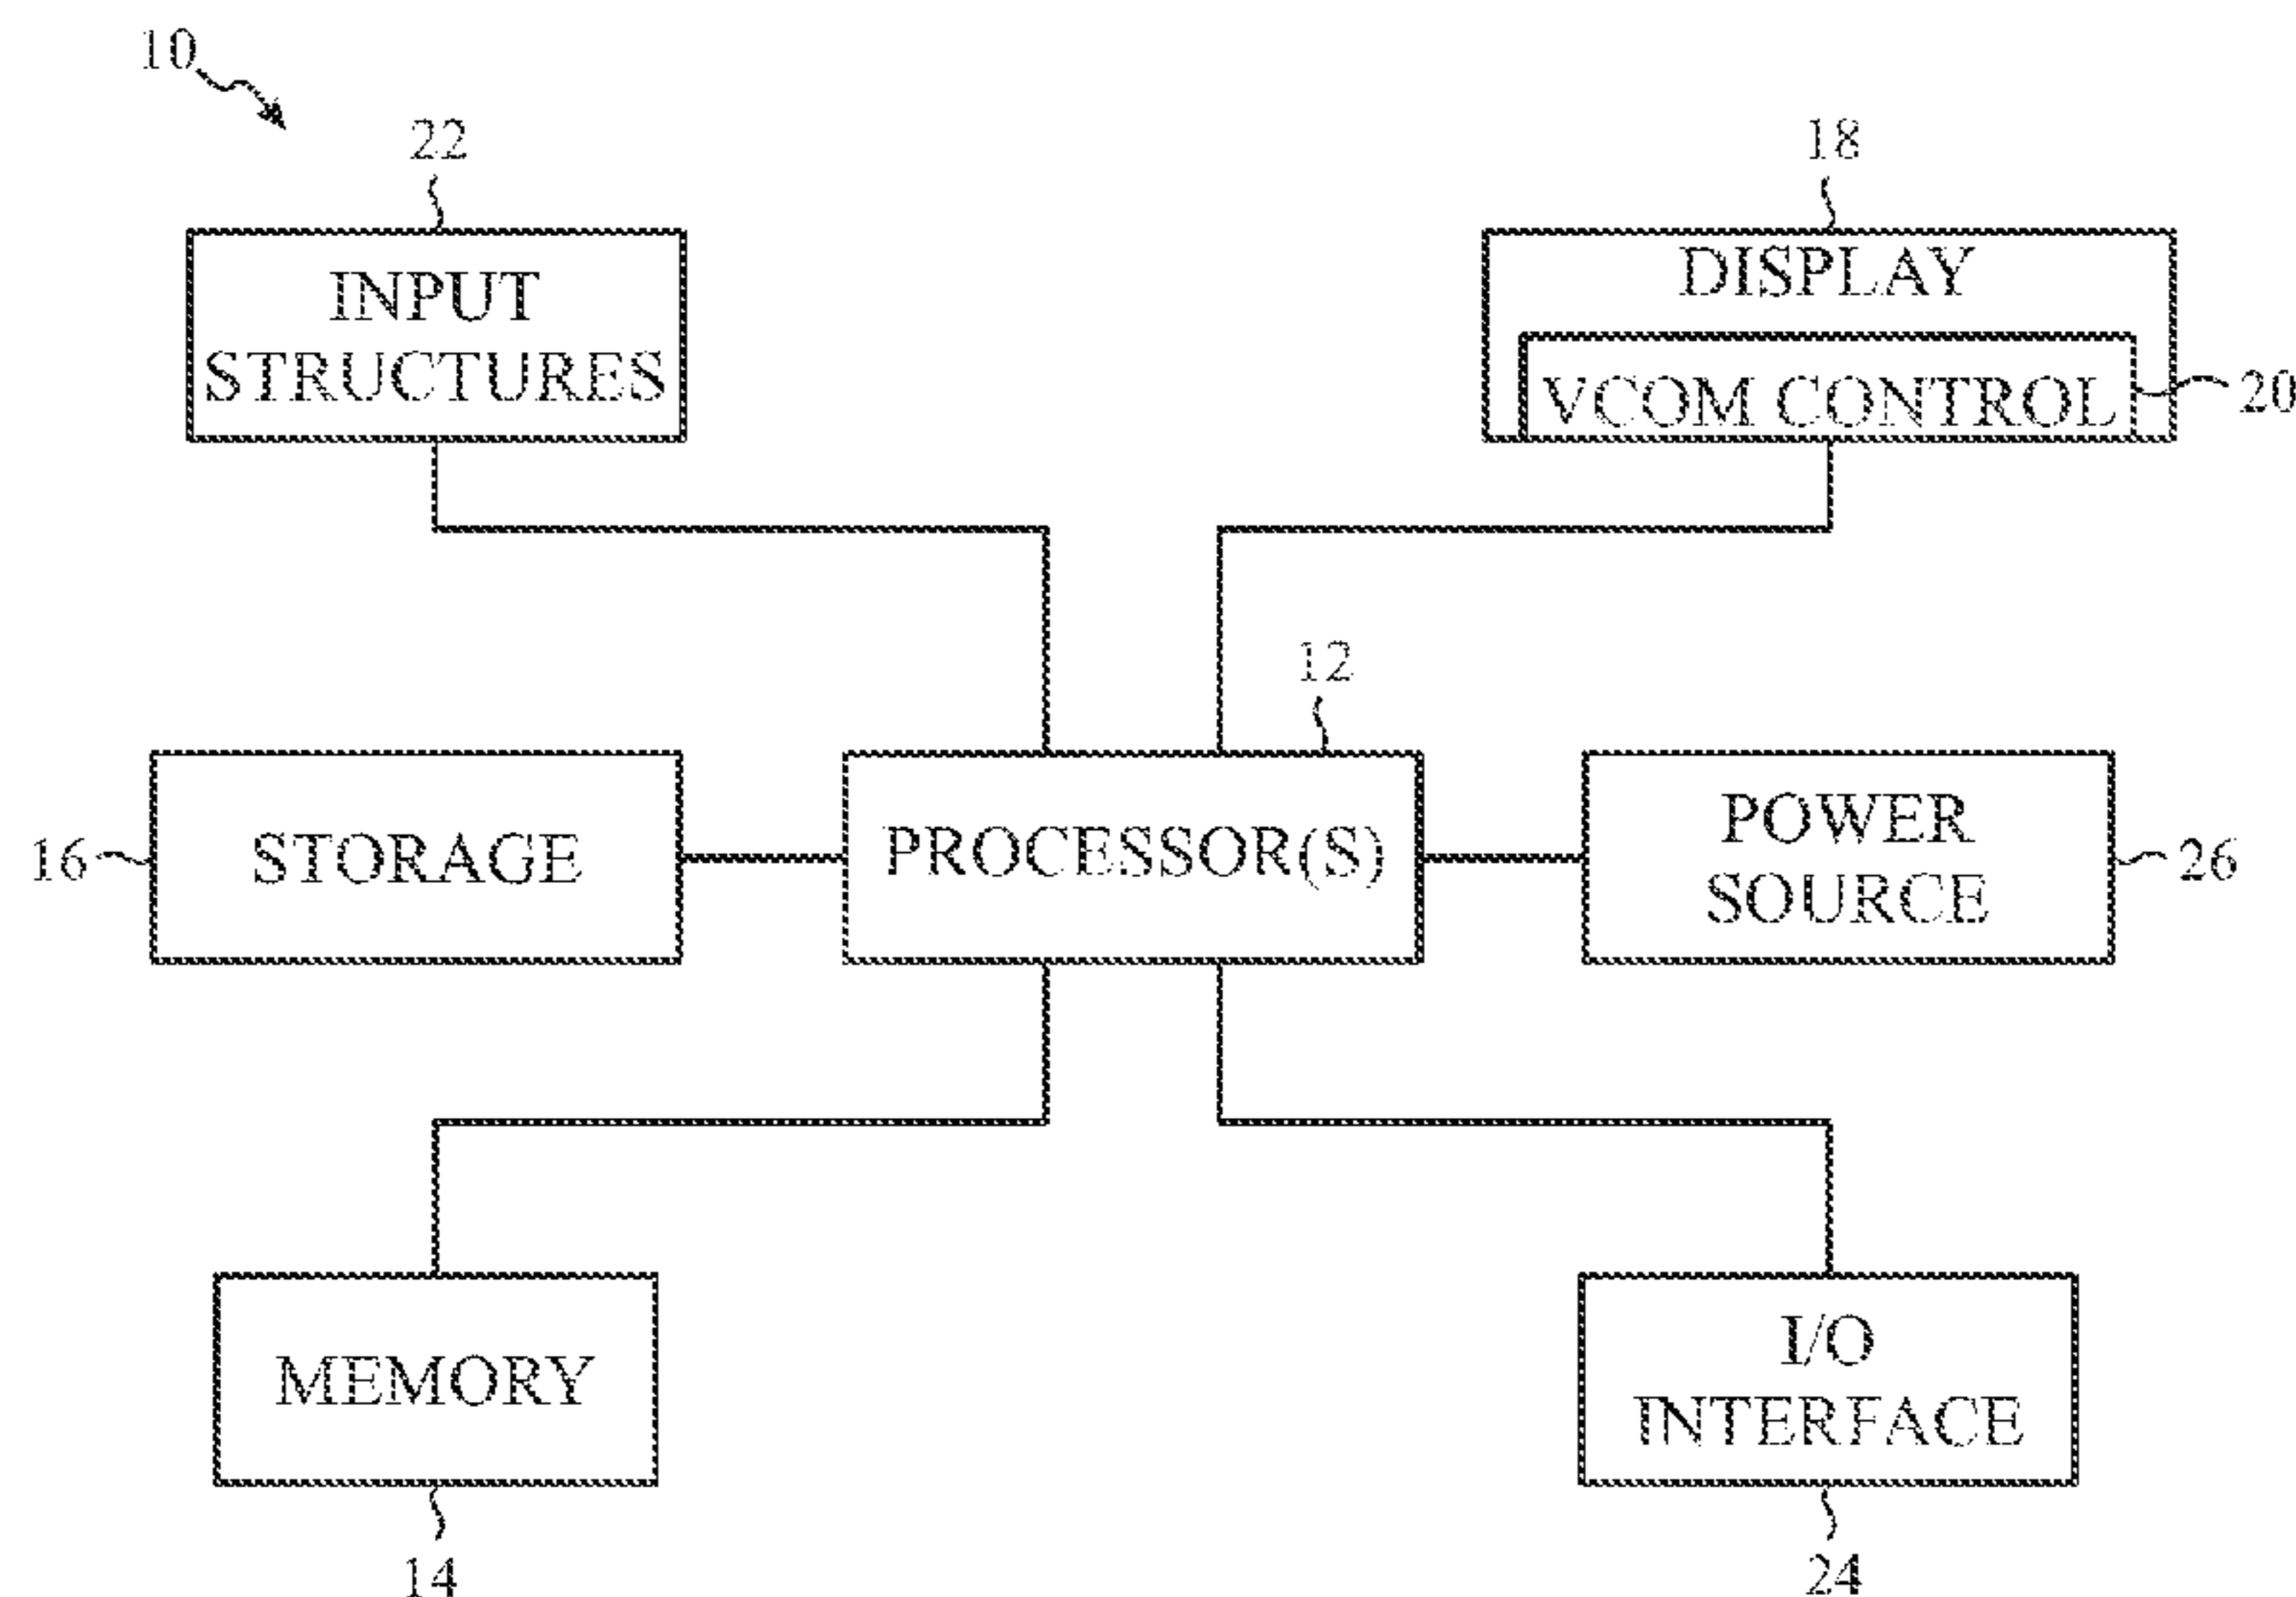 10
22
18
INPUT
STRUCTURES
DISPLAY
VCOM CONTROL
20
12
16
STORAGE
PROCESSOR(S)
POWER
SOURCE
26
MEMORY
I/O
INTERFACE
14
24